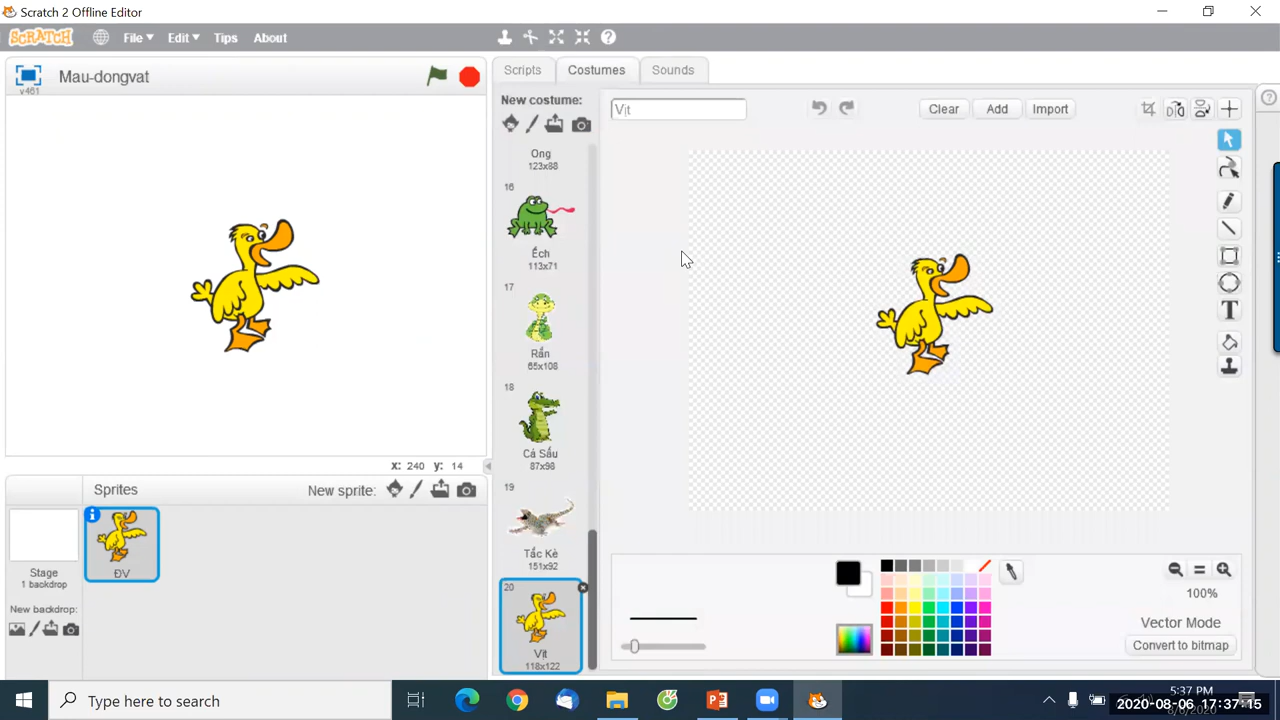 Scratch 2 Offline Editor
SCRATCH
File
Edit
Tips
About
v461
Mau-dongvat
Scripts
Costumes
Sounds
New costume:
Vịt
Clear
Add
Import
Ong
123x88
16
Ếch
113x71
17
Rắn
65x108
18
Cá Sấu
87x98
19
Tắc Kè
151x92
20
Vịt
118x122
T
x: 240 y: 14
Sprites
New sprite:
Stage
1 backdrop
New backdrop:
ĐV
100%
Vector Mode
Convert to bitmap
Type here to search
5:37 PM
2020-08-06 17:37:15